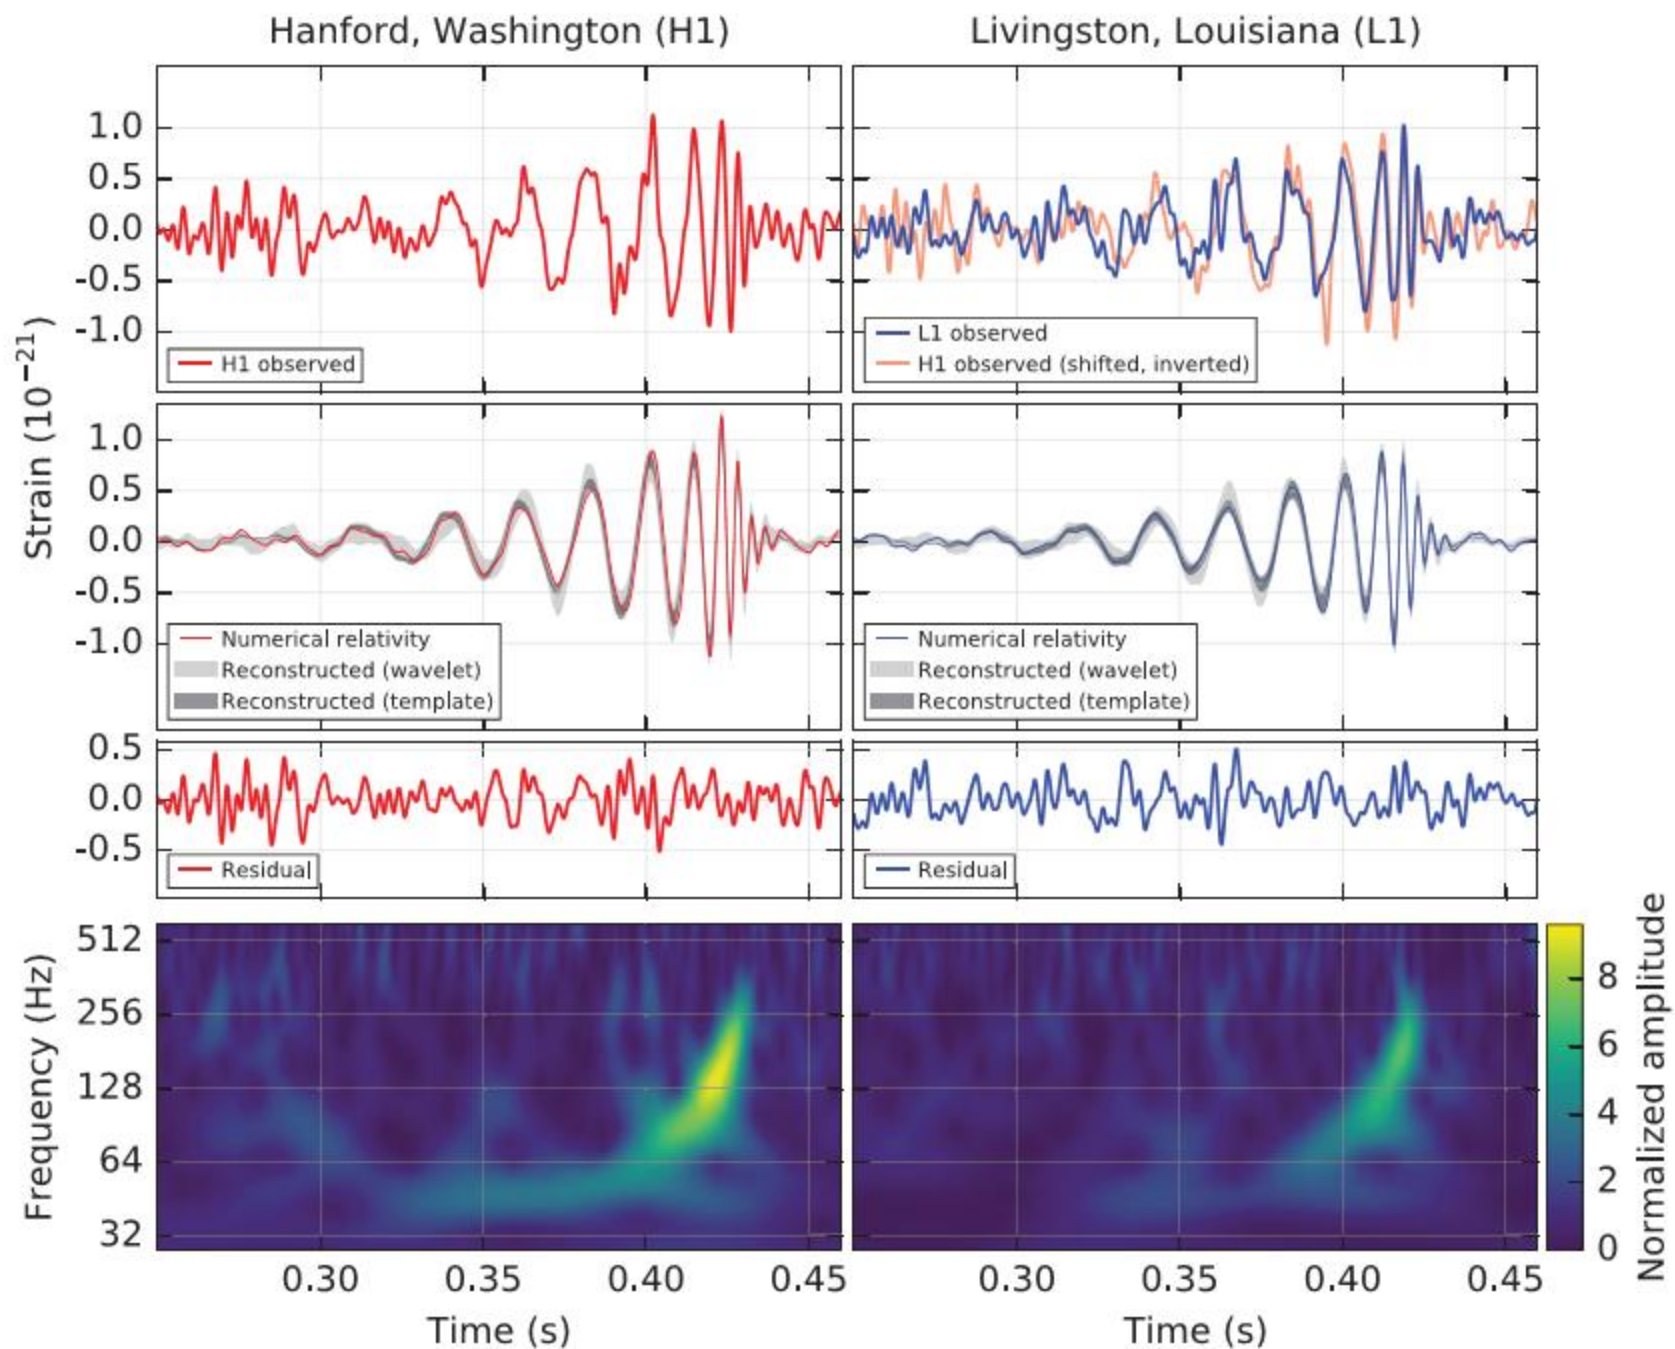 Hanford, Washington (H1)
Livingston, Louisiana (L1)
Strain (10⁻²¹)
1.0
0.5
0.0
-0.5
-1.0
H1 observed
L1 observed
H1 observed (shifted, inverted)
1.0
0.5
0.0
-0.5
-1.0
Numerical relativity
Reconstructed (wavelet)
Reconstructed (template)
Numerical relativity
Reconstructed (wavelet)
Reconstructed (template)
0.5
0.0
-0.5
Residual
Residual
Frequency (Hz)
512
256
128
64
32
Normalized amplitude
8
6
4
2
0
0.30 0.35 0.40 0.45
0.30 0.35 0.40 0.45
Time (s)
Time (s)